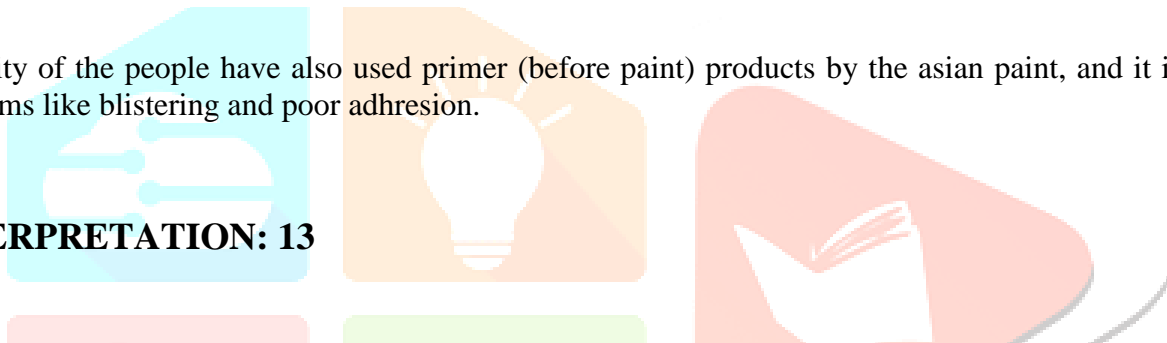 ity of the people have also used primer (before paint) products by the asian paint, and it i
ms like blistering and poor adhresion.
ERPRETATION: 13